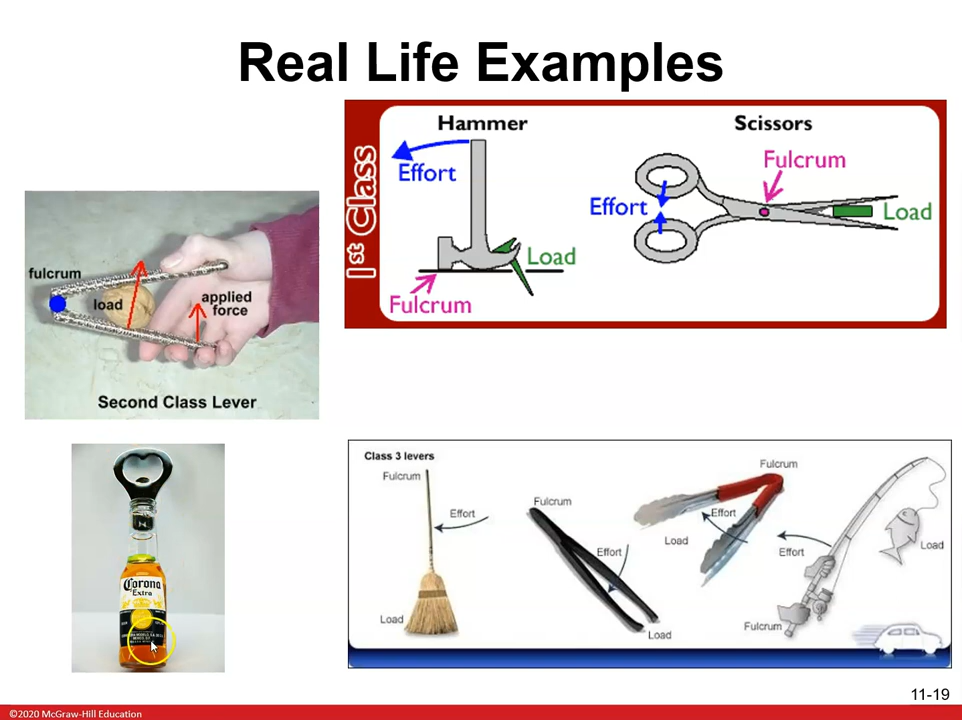 Real Life Examples
1st Class
Hammer
Scissors
Effort
Fulcrum
Load
Effort
Fulcrum
Load
fulcrum
load
applied
force
Second Class Lever
Corona
Extra
Class 3 levers
Fulcrum
Effort
Load
Fulcrum
Effort
Load
Fulcrum
Effort
Load
Effort
Load
Fulcrum
11-19
©2020 McGraw-Hill Education